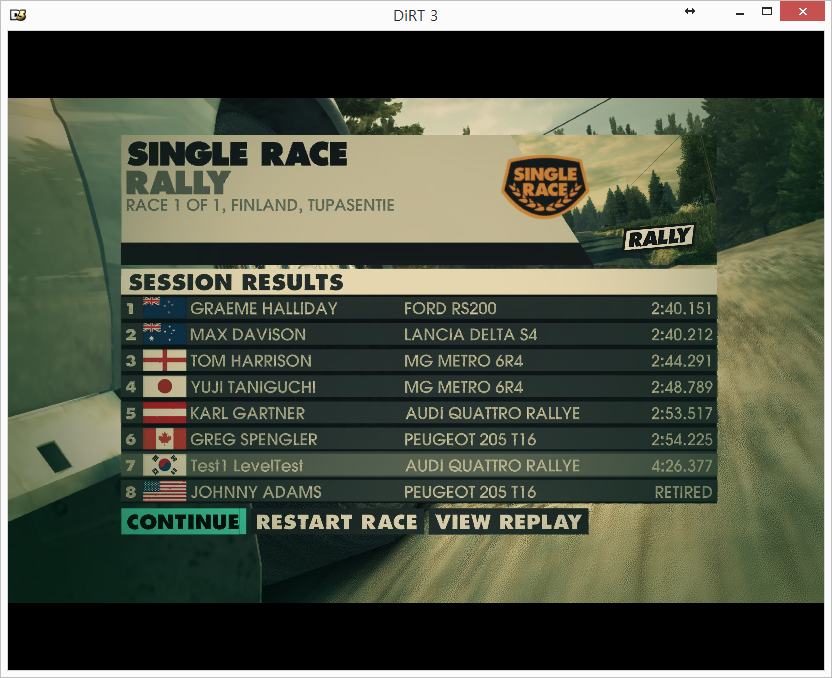 DiRT 3
SINGLE RACE
RALLY
RACE 1 OF 1, FINLAND, TUPASENTIE
SINGLE
RACE
RALLY
SESSION RESULTS
1 GRAEME HALLIDAY FORD RS200 2:40.151
2 MAX DAVISON LANCIA DELTA S4 2:40.212
3 TOM HARRISON MG METRO 6R4 2:44.291
4 YUJI TANIGUCHI MG METRO 6R4 2:48.789
5 KARL GARTNER AUDI QUATTRO RALLYE 2:53.517
6 GREG SPENGLER PEUGEOT 205 T16 2:54.225
7 Test1 LevelTest AUDI QUATTRO RALLYE 4:26.377
8 JOHNNY ADAMS PEUGEOT 205 T16 RETIRED
CONTINUE RESTART RACE VIEW REPLAY